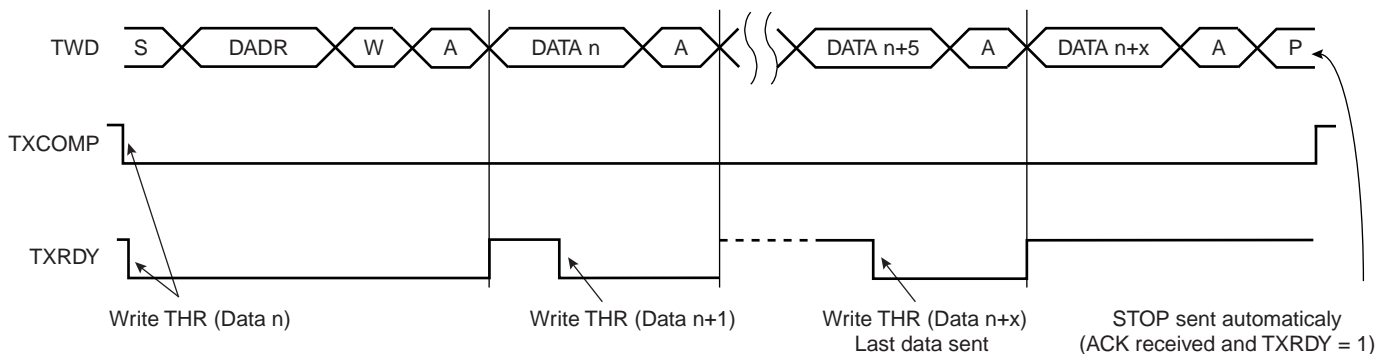 TWD S DADR W A DATA n A DATA n+5 A DATA n+x A P
TXCOMP
TXRDY
Write THR (Data n) Write THR (Data n+1) Write THR (Data n+x) STOP sent automaticaly
Last data sent (ACK received and TXRDY = 1)